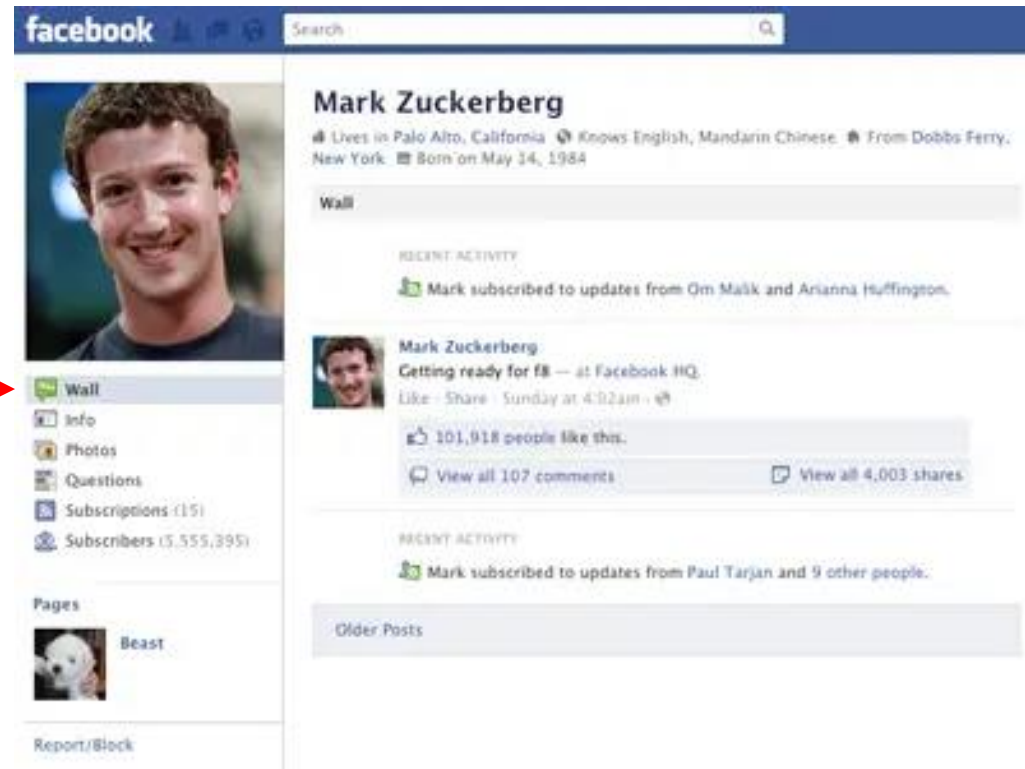 facebook
Search
Mark Zuckerberg
Lives in Palo Alto, California Knows English, Mandarin Chinese From Dobbs Ferry,
New York Born on May 14, 1984
Wall
RECENT ACTIVITY
Mark subscribed to updates from Om Malik and Arianna Huffington.
Mark Zuckerberg
Getting ready for f8 — at Facebook HQ.
Like · Share · Sunday at 4:02am ·
101,918 people like this.
View all 107 comments View all 4,003 shares
RECENT ACTIVITY
Mark subscribed to updates from Paul Tarjan and 9 other people.
Older Posts
Wall
Info
Photos
Questions
Subscriptions (15)
Subscribers (5,555,395)
Pages
Beast
Report/Block